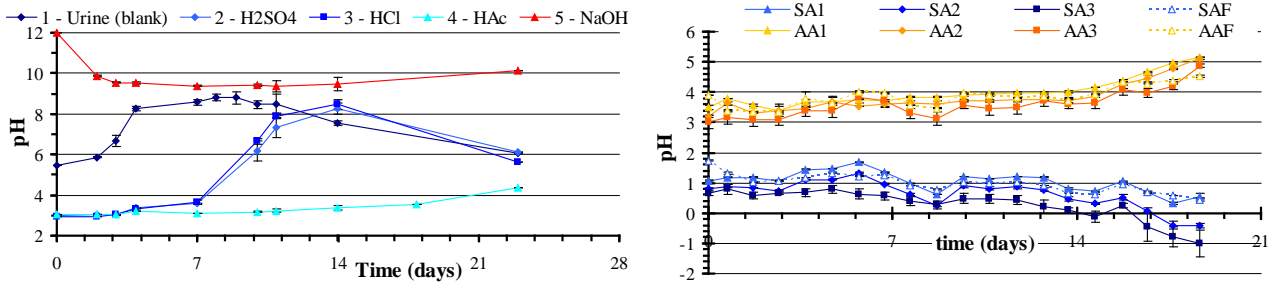 1 - Urine (blank) 2 - H2SO4 3 - HCl 4 - HAc 5 - NaOH
12
10
8
6
4
2
pH
0 7 14 21 28
Time (days)
SA1 SA2 SA3 SAF
AA1 AA2 AA3 AAF
6
5
4
3
2
1
0
-1
-2
pH
0 7 14 21
time (days)